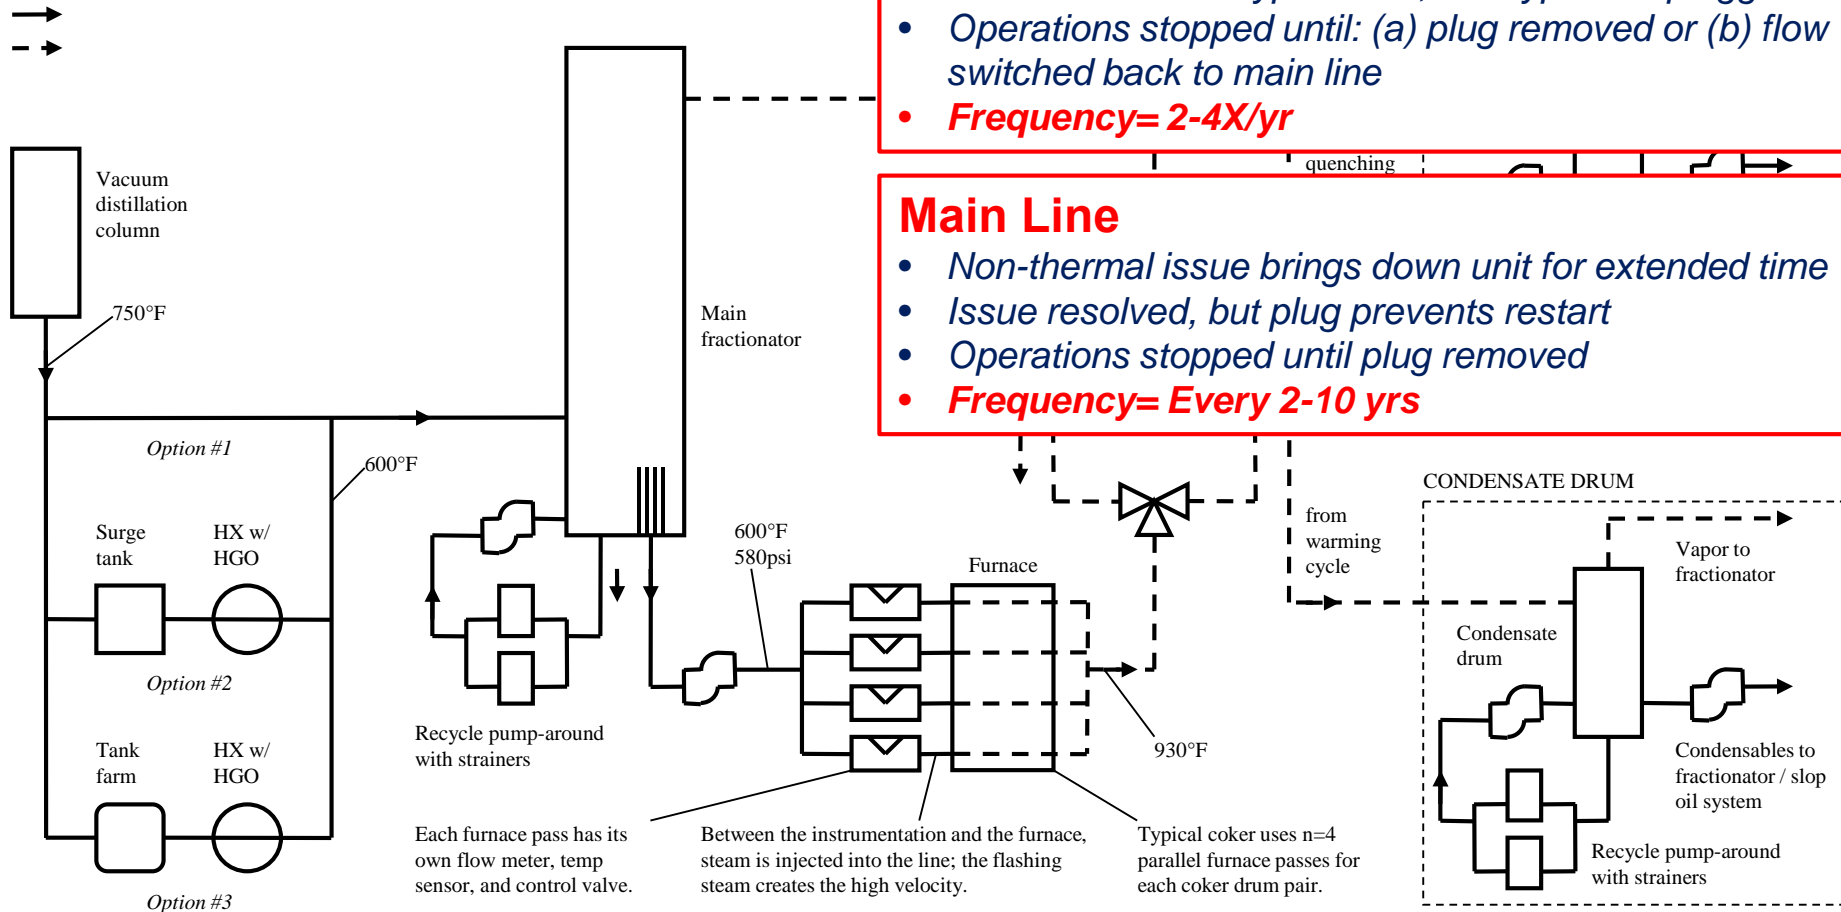 • Operations stopped until: (a) plug removed or (b) flow
switched back to main line
• Frequency= 2-4X/yr
quenching
Main Line
• Non-thermal issue brings down unit for extended time
• Issue resolved, but plug prevents restart
• Operations stopped until plug removed
• Frequency= Every 2-10 yrs
Vacuum
distillation
column
750°F
Main
fractionator
Option #1
600°F
Surge
tank
HX w/
HGO
Option #2
Tank
farm
HX w/
HGO
Option #3
Recycle pump-around
with strainers
600°F
580psi
Furnace
930°F
Each furnace pass has its
own flow meter, temp
sensor, and control valve.
Between the instrumentation and the furnace,
steam is injected into the line; the flashing
steam creates the high velocity.
Typical coker uses n=4
parallel furnace passes for
each coker drum pair.
from
warming
cycle
CONDENSATE DRUM
Vapor to
fractionator
Condensate
drum
Condensables to
fractionator / slop
oil system
Recycle pump-around
with strainers